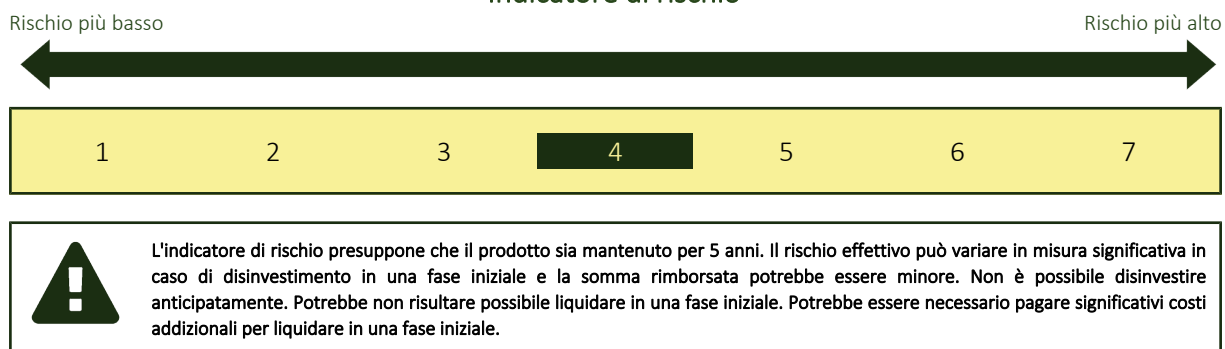 Indicatore di rischio
Rischio più basso Rischio più alto
1 2 3 4 5 6 7
L'indicatore di rischio presuppone che il prodotto sia mantenuto per 5 anni. Il rischio effettivo può variare in misura significativa in
caso di disinvestimento in una fase iniziale e la somma rimborsata potrebbe essere minore. Non è possibile disinvestire
anticipatamente. Potrebbe non risultare possibile liquidare in una fase iniziale. Potrebbe essere necessario pagare significativi costi
addizionali per liquidare in una fase iniziale.